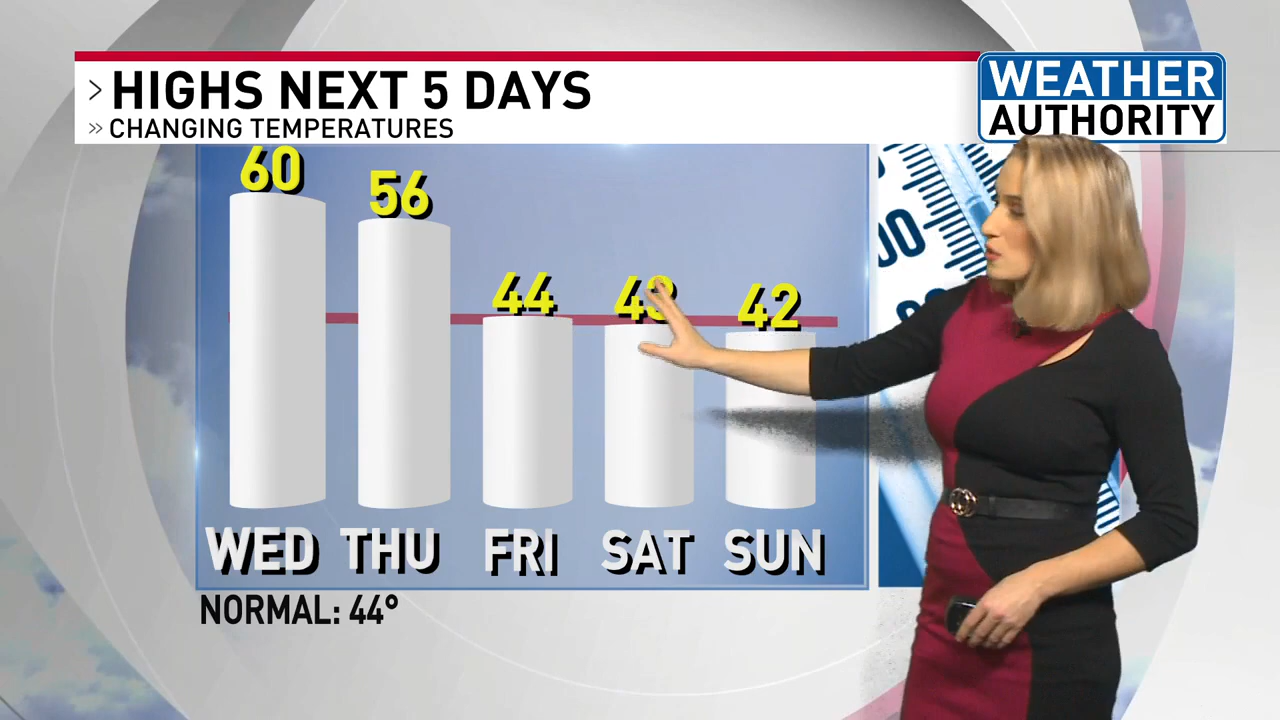 HIGHS NEXT 5 DAYS
CHANGING TEMPERATURES
WEATHER
AUTHORITY
60
56
44
43
42
WED THU FRI SAT SUN
NORMAL: 44°